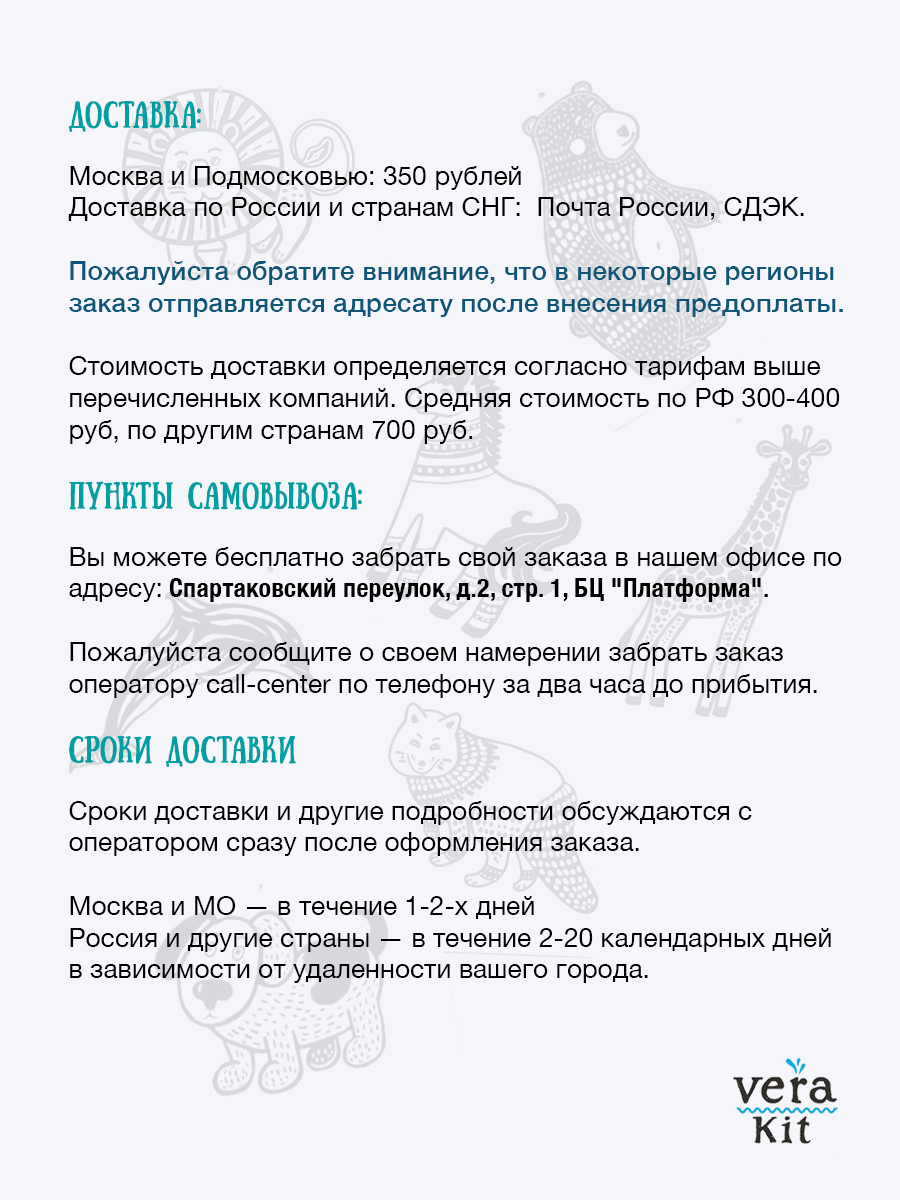 ДОСТАВКА:
Москва и Подмосковью: 350 рублей
Доставка по России и странам СНГ:  Почта России, СДЭК.
Пожалуйста обратите внимание, что в некоторые регионы
заказ отправляется адресату после внесения предоплаты.
Стоимость доставки определяется согласно тарифам выше
перечисленных компаний. Средняя стоимость по РФ 300-400
руб, по другим странам 700 руб.
ПУНКТЫ САМОВЫВОЗА:
Вы можете бесплатно забрать свой заказа в нашем офисе по
адресу: Спартаковский переулок, д.2, стр. 1, БЦ "Платформа".
Пожалуйста сообщите о своем намерении забрать заказ
оператору call-center по телефону за два часа до прибытия.
СРОКИ ДОСТАВКИ
Сроки доставки и другие подробности обсуждаются с
оператором сразу после оформления заказа.
Москва и МО — в течение 1-2-х дней
Россия и другие страны — в течение 2-20 календарных дней
в зависимости от удаленности вашего города.
vera
Kit